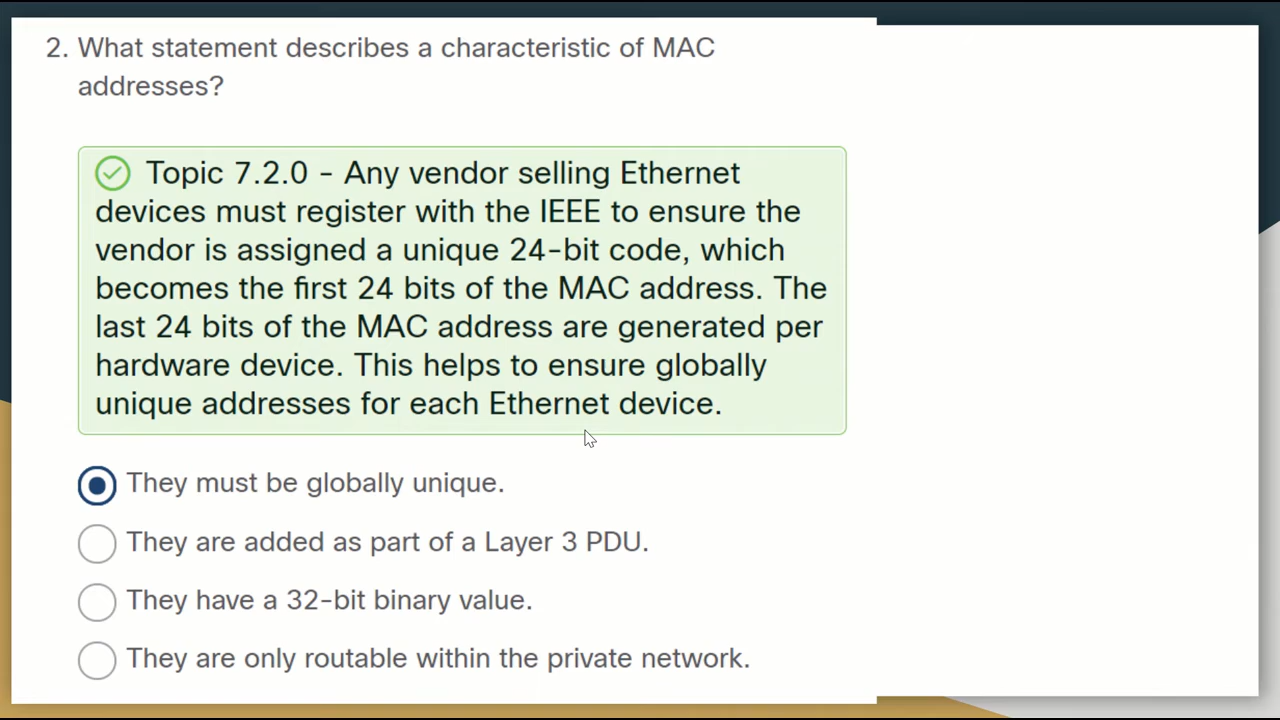 2. What statement describes a characteristic of MAC
addresses?
Topic 7.2.0 - Any vendor selling Ethernet
devices must register with the IEEE to ensure the
vendor is assigned a unique 24-bit code, which
becomes the first 24 bits of the MAC address. The
last 24 bits of the MAC address are generated per
hardware device. This helps to ensure globally
unique addresses for each Ethernet device.
They must be globally unique.
They are added as part of a Layer 3 PDU.
They have a 32-bit binary value.
They are only routable within the private network.